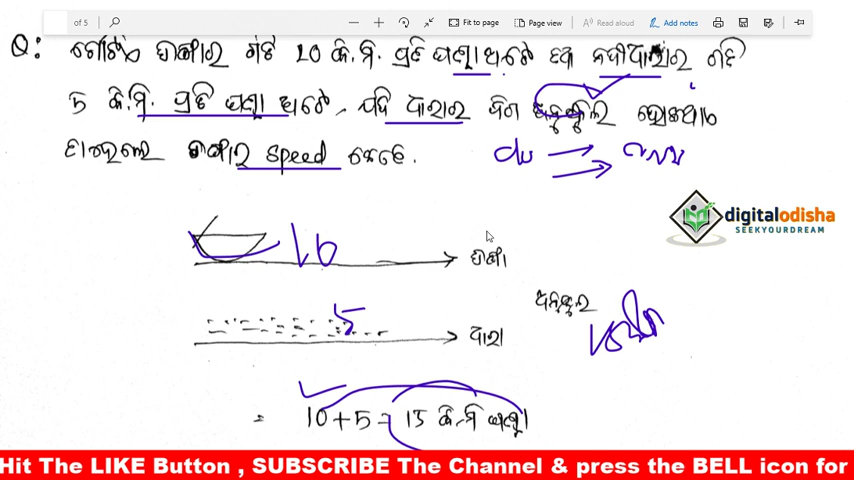 of 5 Fit to page Page view Read aloud Add notes
Q: ଗୋଟିଏ ଡଙ୍ଗାର ଗତି 10 କି.ମି. ପ୍ରତି ଘଣ୍ଟା ଅଟେ ନଦୀଧାରାର ଗତି
5 କି.ମି. ପ୍ରତି ଘଣ୍ଟା ଅଟେ, ଯଦି ଧାରାର ଦିଗ ଅନୁକୂଳ
ଡଙ୍ଗାର speed କେତେ.
digitalodisha
SEEKYOURDREAM
10 ଡଙ୍ଗା
ଅନୁକୂଳ
5 ଧାରା
= 10+5 = 15 କି.ମି ଘଣ୍ଟା
Hit The LIKE Button , SUBSCRIBE The Channel & press the BELL icon for